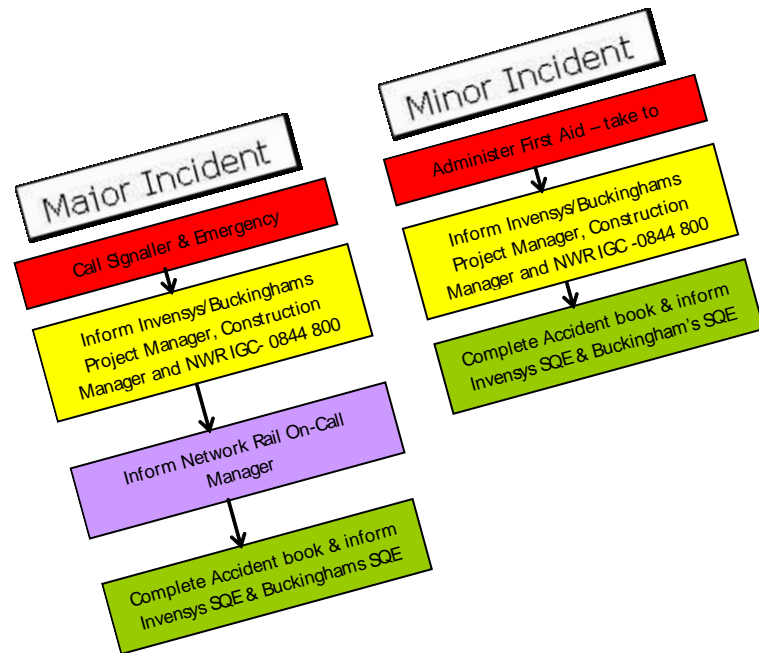 Major Incident
Call Signaller & Emergency
Inform Invensys/Buckinghams
Project Manager, Construction
Manager and NWR IGC- 0844 800
Inform Network Rail On-Call
Manager
Complete Accident book & inform
Invensys SQE & Buckinghams SQE
Minor Incident
Administer First Aid – take to
Inform Invensys/Buckinghams
Project Manager, Construction
Manager and NWR IGC -0844 800
Complete Accident book & inform
Invensys SQE & Buckingham's SQE